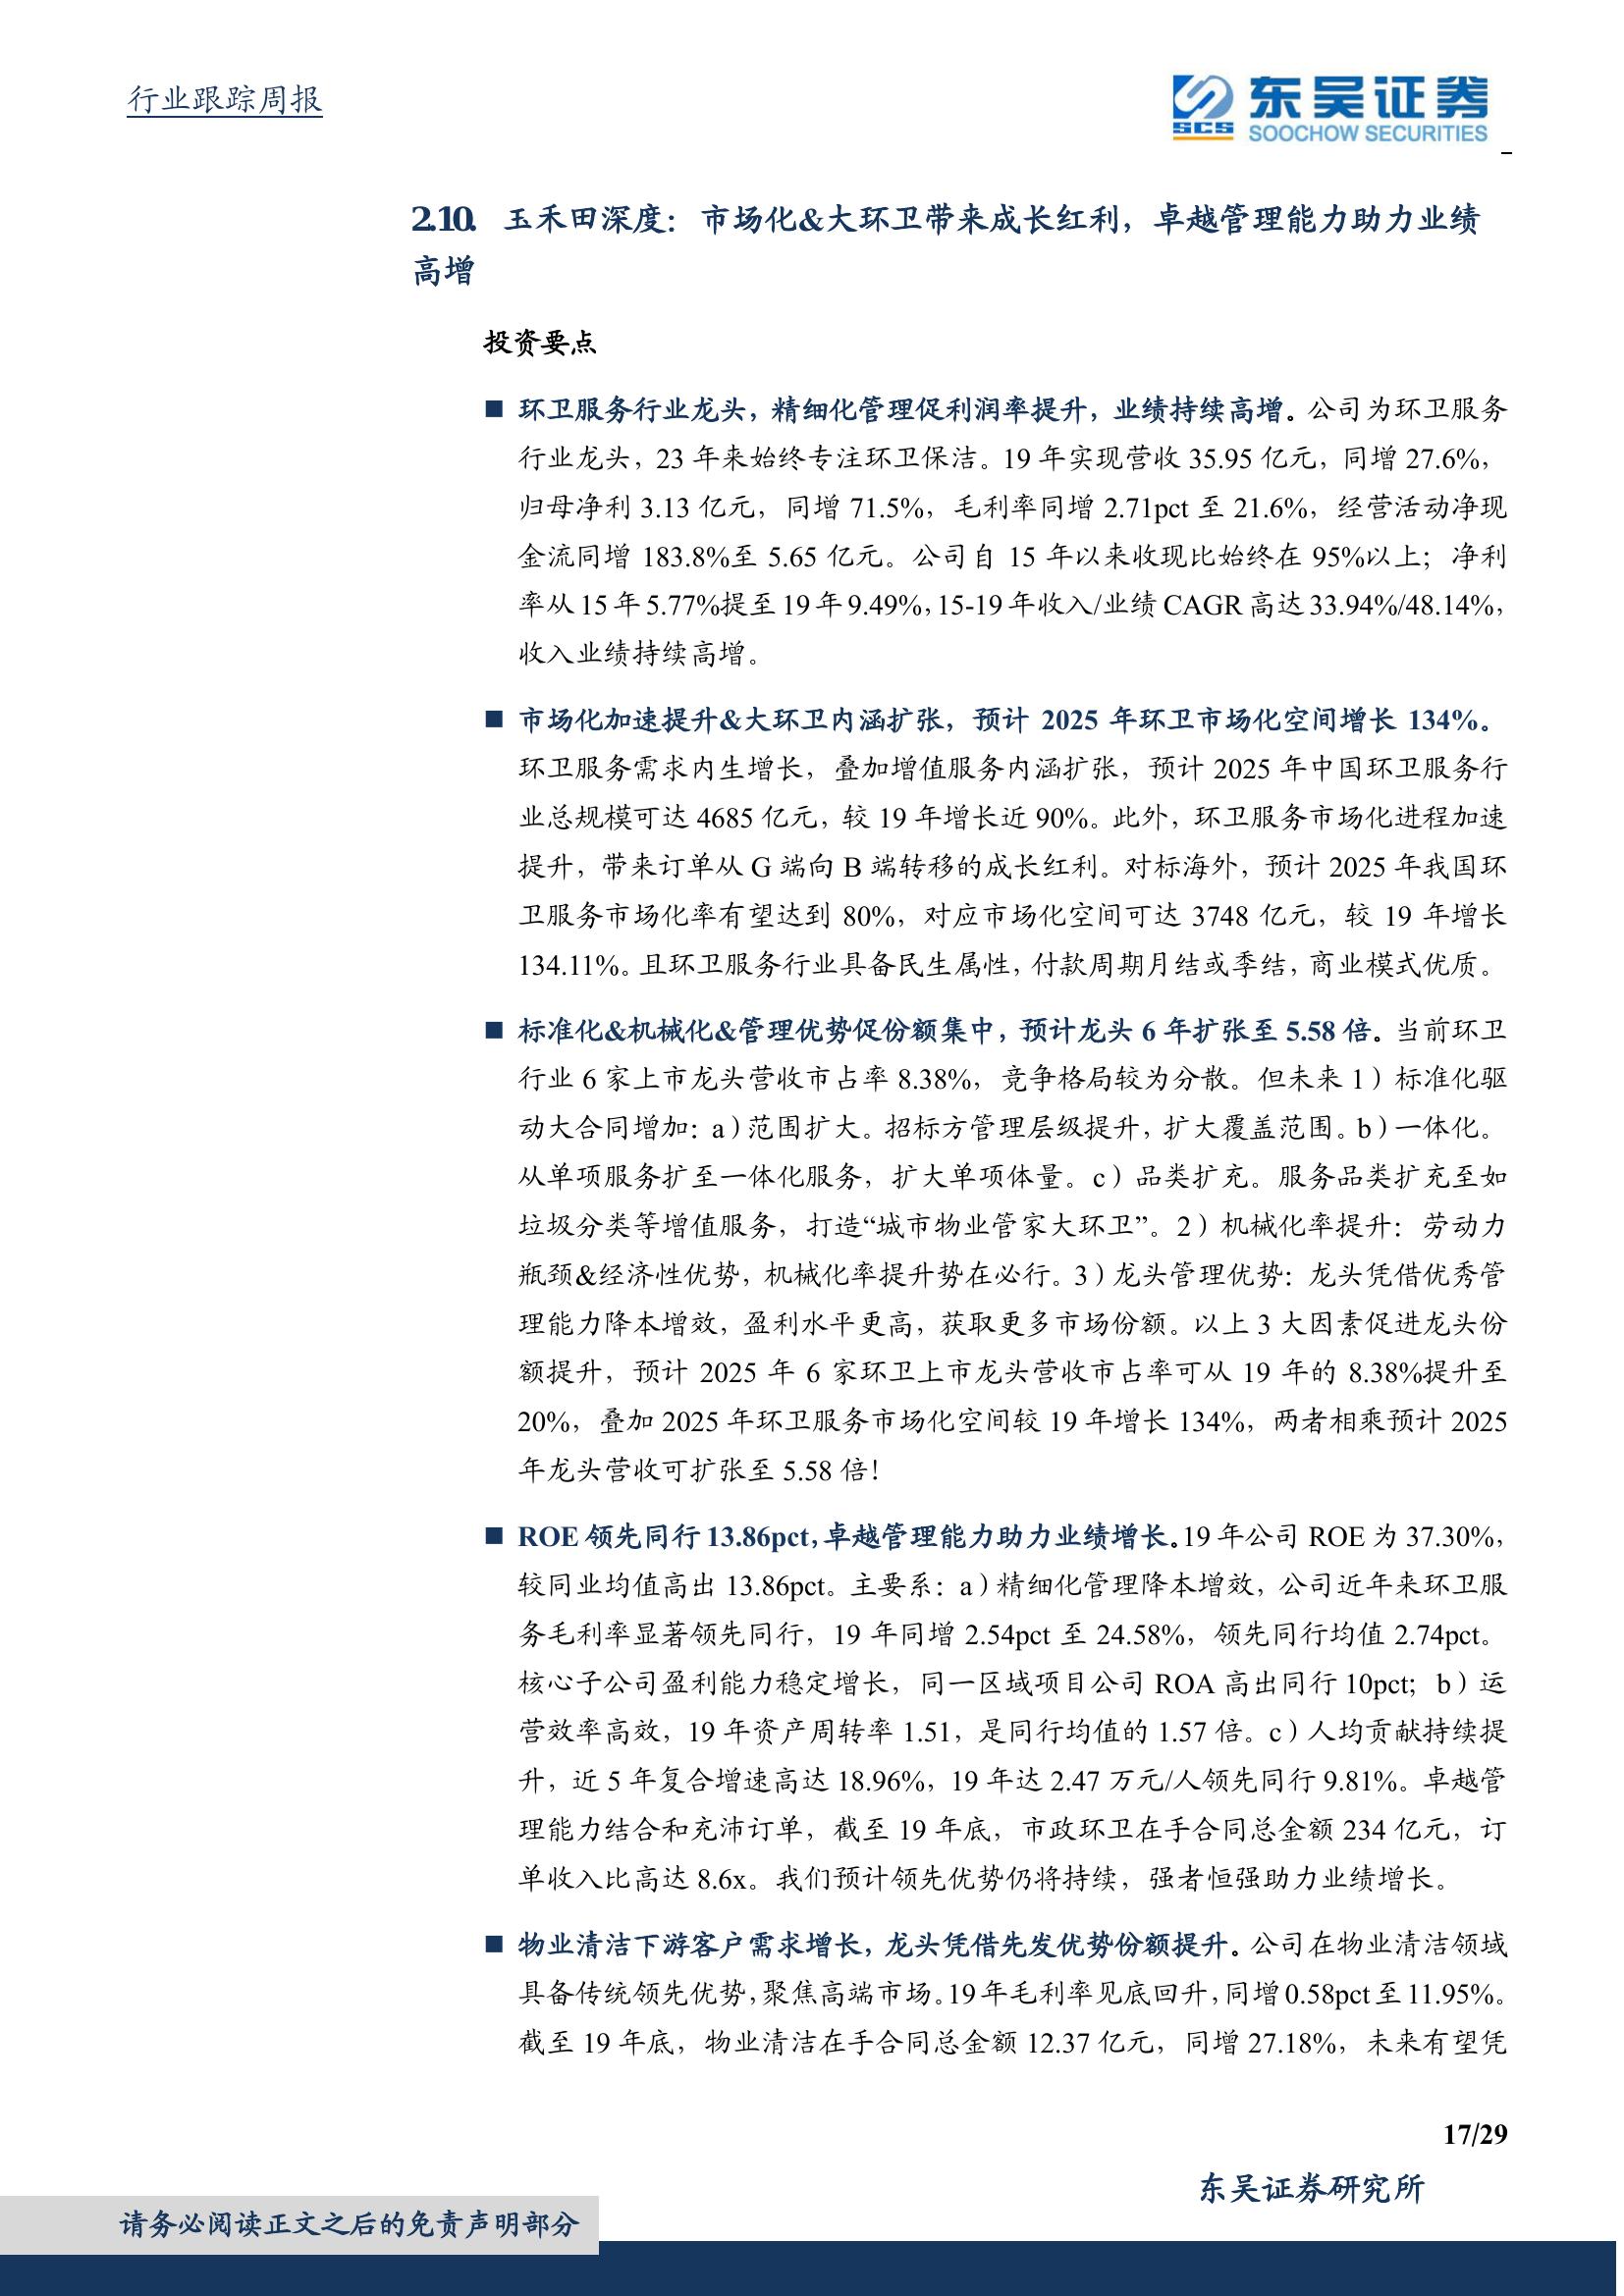 行业跟踪周报
SCS
东吴证券
SOOCHOW SECURITIES
2.10. 玉禾田深度：市场化&大环卫带来成长红利，卓越管理能力助力业绩
高增
投资要点
■ 环卫服务行业龙头，精细化管理促利润率提升，业绩持续高增。公司为环卫服务
行业龙头，23 年来始终专注环卫保洁。19 年实现营收 35.95 亿元，同增 27.6%，
归母净利 3.13 亿元，同增 71.5%，毛利率同增 2.71pct 至 21.6%，经营活动净现
金流同增 183.8%至 5.65 亿元。公司自 15 年以来收现比始终在 95%以上；净利
率从 15 年 5.77%提至 19 年 9.49%，15-19 年收入/业绩 CAGR 高达 33.94%/48.14%，
收入业绩持续高增。
■ 市场化加速提升&大环卫内涵扩张，预计 2025 年环卫市场化空间增长 134%。
环卫服务需求内生增长，叠加增值服务内涵扩张，预计 2025 年中国环卫服务行
业总规模可达 4685 亿元，较 19 年增长近 90%。此外，环卫服务市场化进程加速
提升，带来订单从 G 端向 B 端转移的成长红利。对标海外，预计 2025 年我国环
卫服务市场化率有望达到 80%，对应市场化空间可达 3748 亿元，较 19 年增长
134.11%。且环卫服务行业具备民生属性，付款周期月结或季结，商业模式优质。
■ 标准化&机械化&管理优势促份额集中，预计龙头 6 年扩张至 5.58 倍。当前环卫
行业 6 家上市龙头营收市占率 8.38%，竞争格局较为分散。但未来 1）标准化驱
动大合同增加：a）范围扩大。招标方管理层级提升，扩大覆盖范围。b）一体化。
从单项服务扩至一体化服务，扩大单项体量。c）品类扩充。服务品类扩充至如
垃圾分类等增值服务，打造“城市物业管家大环卫”。2）机械化率提升：劳动力
瓶颈&经济性优势，机械化率提升势在必行。3）龙头管理优势：龙头凭借优秀管
理能力降本增效，盈利水平更高，获取更多市场份额。以上 3 大因素促进龙头份
额提升，预计 2025 年 6 家环卫上市龙头营收市占率可从 19 年的 8.38%提升至
20%，叠加 2025 年环卫服务市场化空间较 19 年增长 134%，两者相乘预计 2025
年龙头营收可扩张至 5.58 倍！
■ ROE 领先同行 13.86pct，卓越管理能力助力业绩增长。19 年公司 ROE 为 37.30%，
较同业均值高出 13.86pct。主要系：a）精细化管理降本增效，公司近年来环卫服
务毛利率显著领先同行，19 年同增 2.54pct 至 24.58%，领先同行均值 2.74pct。
核心子公司盈利能力稳定增长，同一区域项目公司 ROA 高出同行 10pct；b）运
营效率高效，19 年资产周转率 1.51，是同行均值的 1.57 倍。c）人均贡献持续提
升，近 5 年复合增速高达 18.96%，19 年达 2.47 万元/人领先同行 9.81%。卓越管
理能力结合和充沛订单，截至 19 年底，市政环卫在手合同总金额 234 亿元，订
单收入比高达 8.6x。我们预计领先优势仍将持续，强者恒强助力业绩增长。
■ 物业清洁下游客户需求增长，龙头凭借先发优势份额提升。公司在物业清洁领域
具备传统领先优势，聚焦高端市场。19 年毛利率见底回升，同增 0.58pct 至 11.95%。
截至 19 年底，物业清洁在手合同总金额 12.37 亿元，同增 27.18%，未来有望凭
17/29
东吴证券研究所
请务必阅读正文之后的免责声明部分